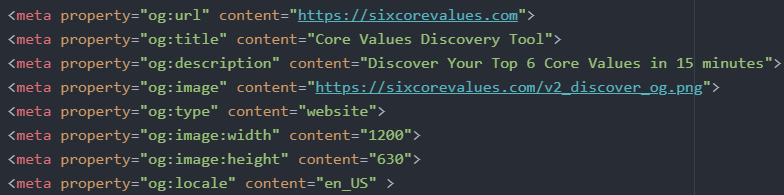 <meta property="og:url" content="https://sixcorevalues.com">
<meta property="og:title" content="Core Values Discovery Tool">
<meta property="og:description" content="Discover Your Top 6 Core Values in 15 minutes">
<meta property="og:image" content="https://sixcorevalues.com/v2_discover_og.png">
<meta property="og:type" content="website">
<meta property="og:image:width" content="1200">
<meta property="og:image:height" content="630">
<meta property="og:locale" content="en_US" >